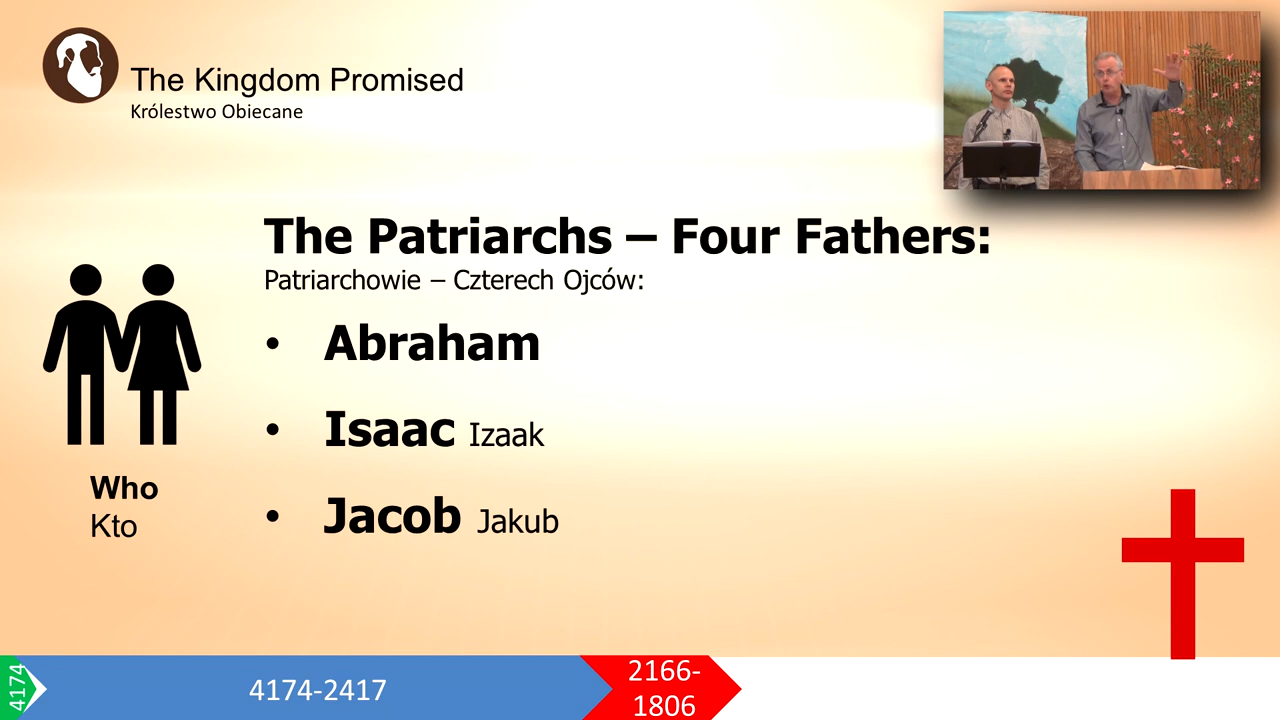 The Kingdom Promised
Królestwo Obiecane
The Patriarchs – Four Fathers:
Patriarchowie – Czterech Ojców:
• Abraham
• Isaac Izaak
• Jacob Jakub
Who
Kto
4174
4174-2417
2166-
1806